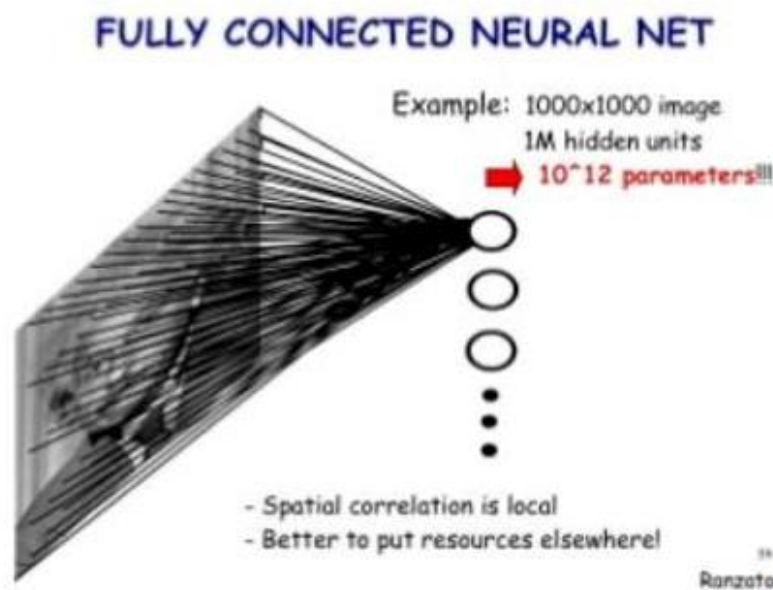 FULLY CONNECTED NEURAL NET
Example: 1000x1000 image
1M hidden units
10^12 parameters!!!
- Spatial correlation is local
- Better to put resources elsewhere!
Ranzato